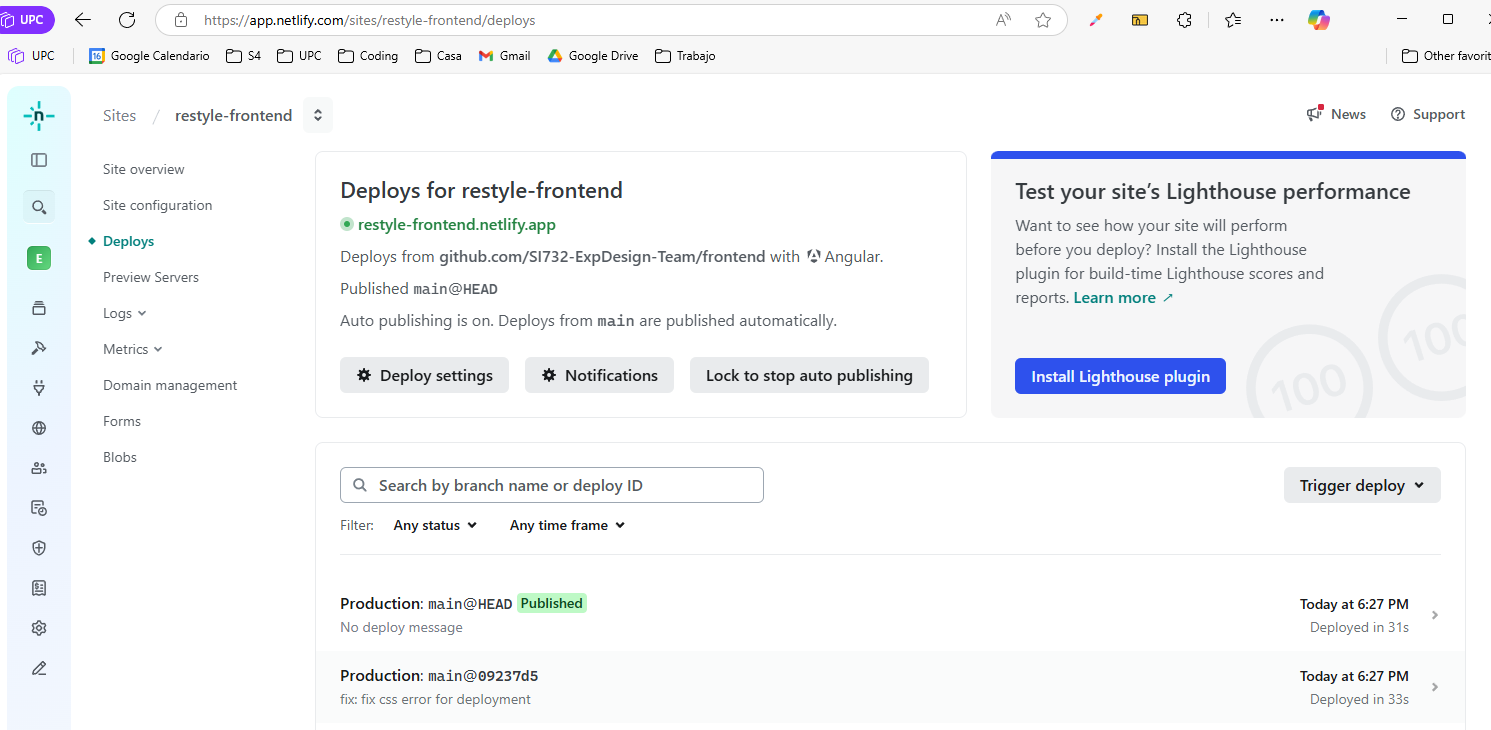 UPC
https://app.netlify.com/sites/restyle-frontend/deploys
UPC
16 Google Calendario
S4
UPC
Coding
Casa
Gmail
Google Drive
Trabajo
Other favorit
n
Sites / restyle-frontend
News
Support
E
Site overview
Site configuration
Deploys
Preview Servers
Logs
Metrics
Domain management
Forms
Blobs
Deploys for restyle-frontend
restyle-frontend.netlify.app
Deploys from github.com/SI732-ExpDesign-Team/frontend with Angular.
Published main@HEAD
Auto publishing is on. Deploys from main are published automatically.
Deploy settings
Notifications
Lock to stop auto publishing
Test your site’s Lighthouse performance
Want to see how your site will perform
before you deploy? Install the Lighthouse
plugin for build-time Lighthouse scores and
reports. Learn more ↗
Install Lighthouse plugin
100
100
Search by branch name or deploy ID
Trigger deploy
Filter: Any status Any time frame
Production: main@HEAD Published
Today at 6:27 PM
No deploy message
Deployed in 31s
Production: main@09237d5
Today at 6:27 PM
fix: fix css error for deployment
Deployed in 33s